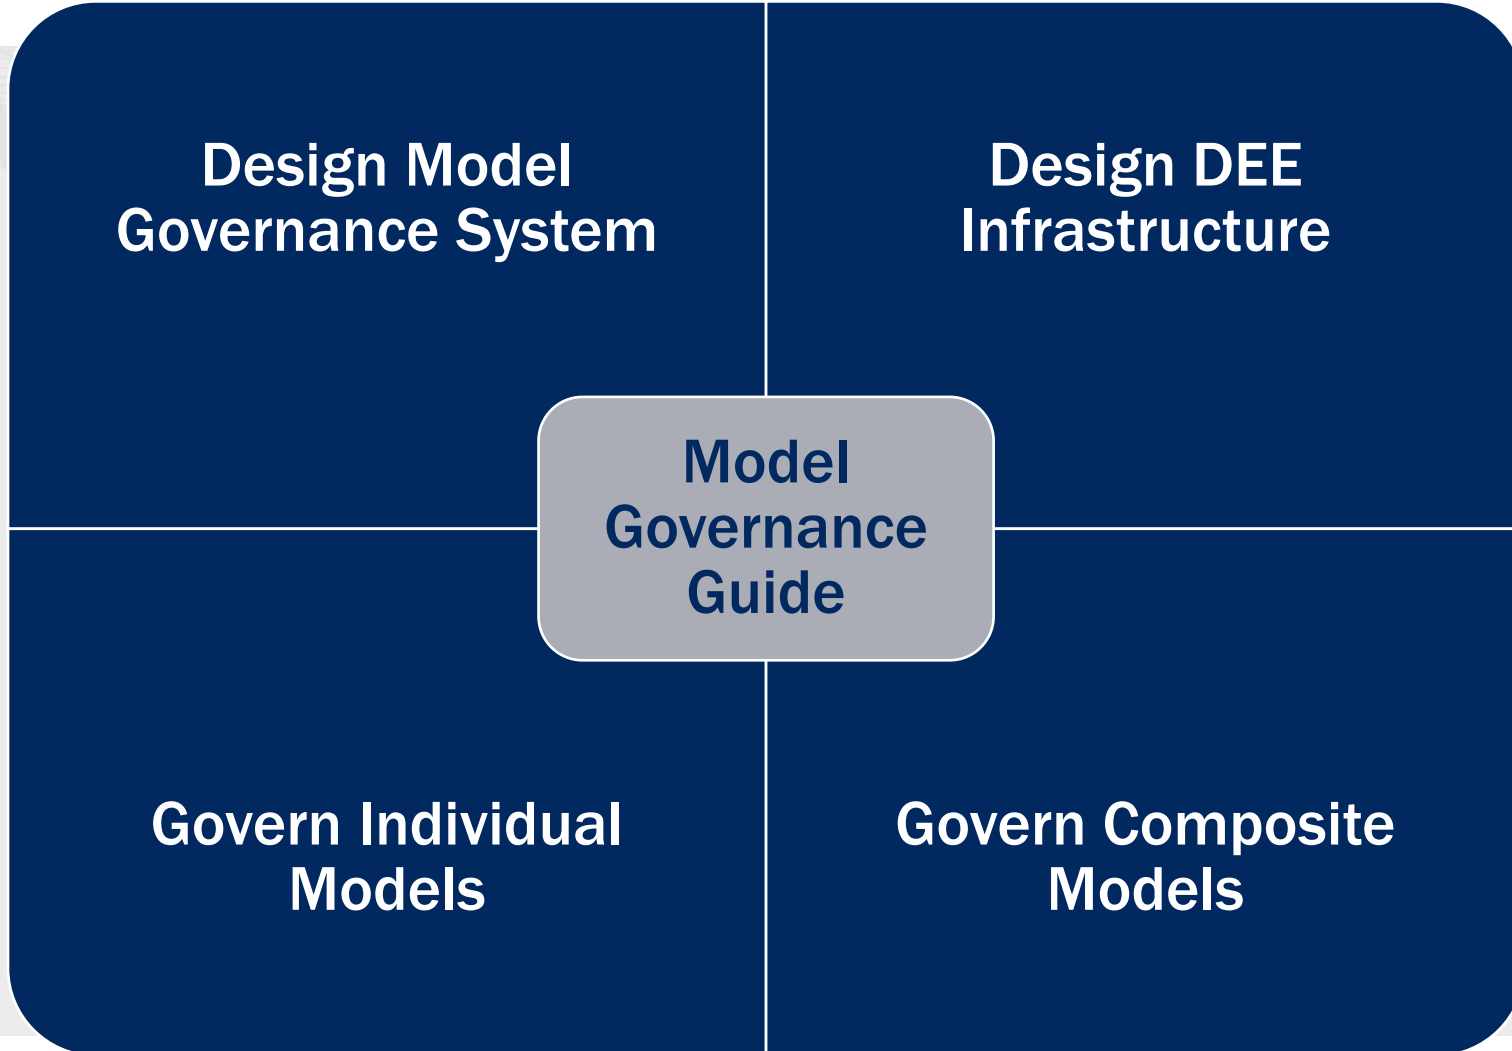 Design Model
Governance System
Design DEE
Infrastructure
Model
Governance
Guide
Govern Individual
Models
Govern Composite
Models